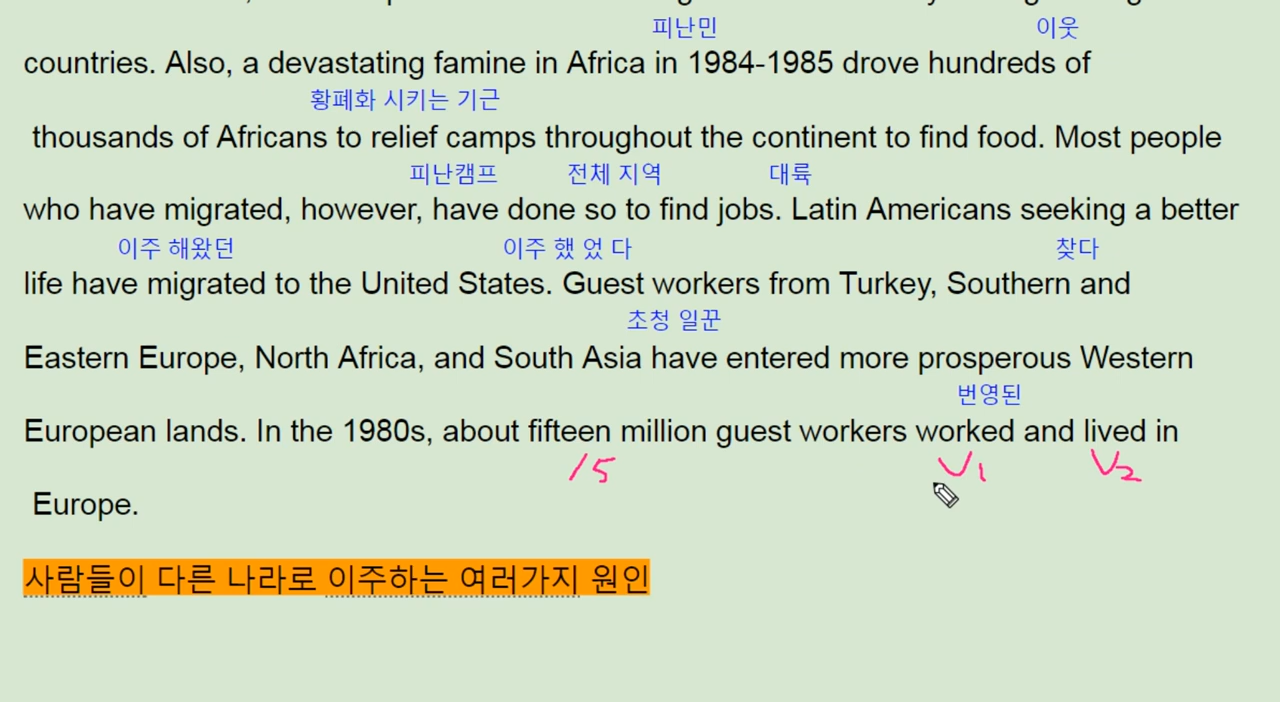 피난민 이웃
countries. Also, a devastating famine in Africa in 1984-1985 drove hundreds of
황폐화 시키는 기근
thousands of Africans to relief camps throughout the continent to find food. Most people
피난캠프 전체 지역 대륙
who have migrated, however, have done so to find jobs. Latin Americans seeking a better
이주 해왔던 이주 했 었 다 찾다
life have migrated to the United States. Guest workers from Turkey, Southern and
초청 일꾼
Eastern Europe, North Africa, and South Asia have entered more prosperous Western
번영된
European lands. In the 1980s, about fifteen million guest workers worked and lived in
15 V1 V2
Europe.
사람들이 다른 나라로 이주하는 여러가지 원인